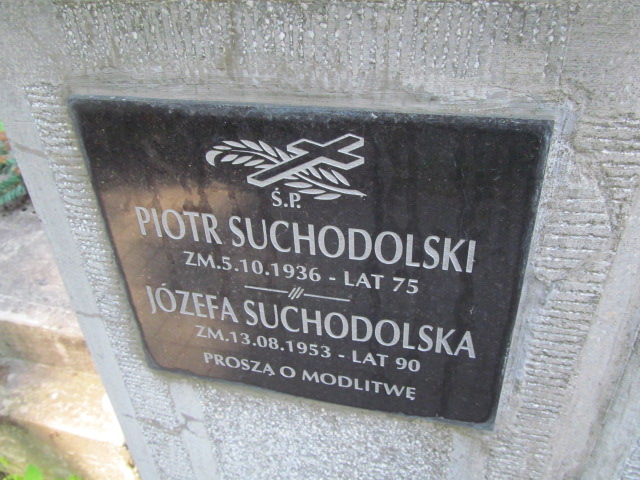 Ś.P.
PIOTR SUCHODOLSKI
ZM.5.10.1936 - LAT 75
JÓZEFA SUCHODOLSKA
ZM.13.08.1953 - LAT 90
PROSZĄ O MODLITWĘ